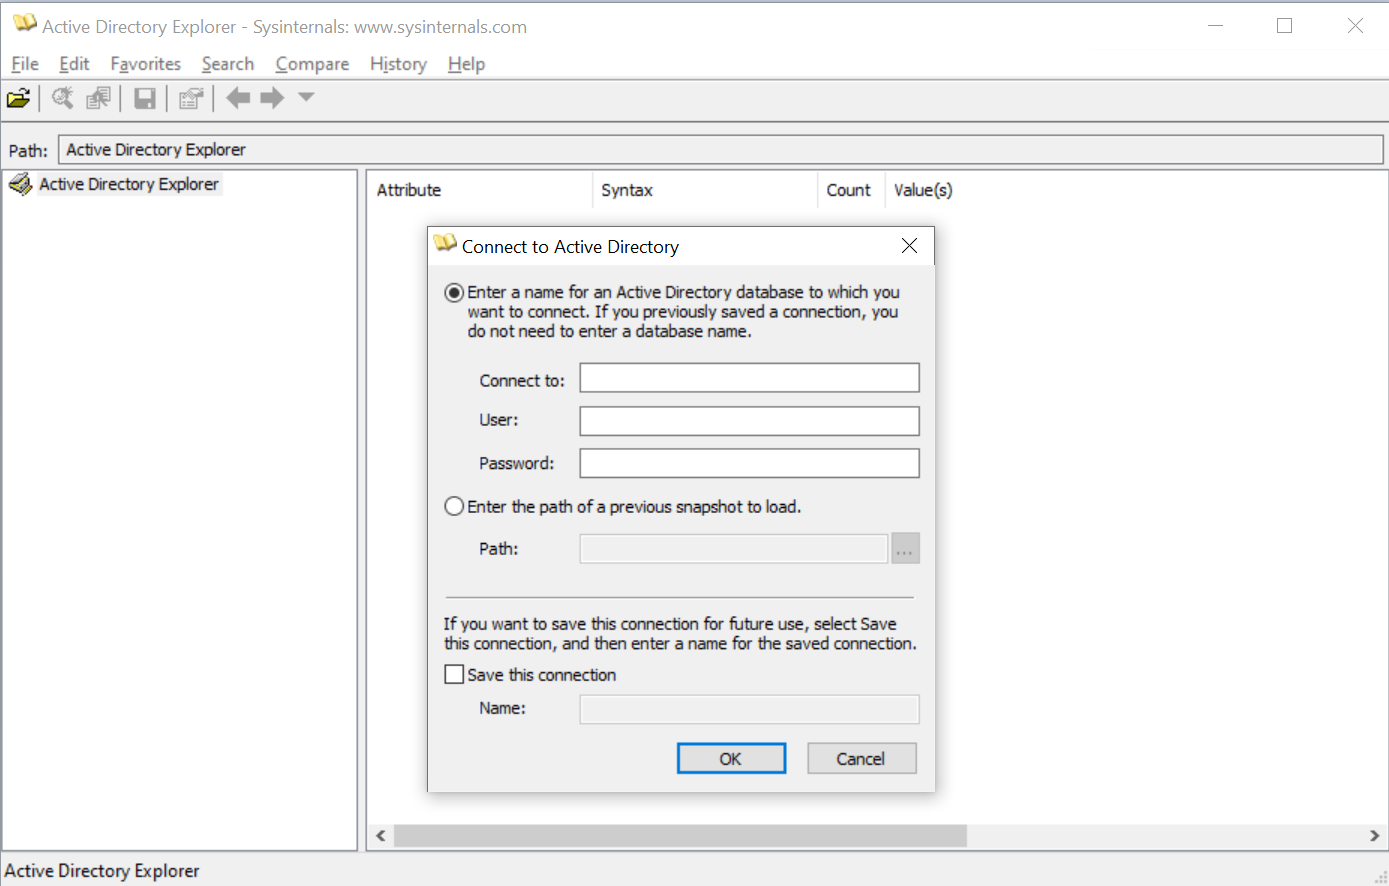 Active Directory Explorer - Sysinternals: www.sysinternals.com
File Edit Favorites Search Compare History Help
Path: Active Directory Explorer
Active Directory Explorer
Attribute Syntax Count Value(s)
Connect to Active Directory
Enter a name for an Active Directory database to which you
want to connect. If you previously saved a connection, you
do not need to enter a database name.
Connect to:
User:
Password:
Enter the path of a previous snapshot to load.
Path: ...
If you want to save this connection for future use, select Save
this connection, and then enter a name for the saved connection.
Save this connection
Name:
OK Cancel
Active Directory Explorer